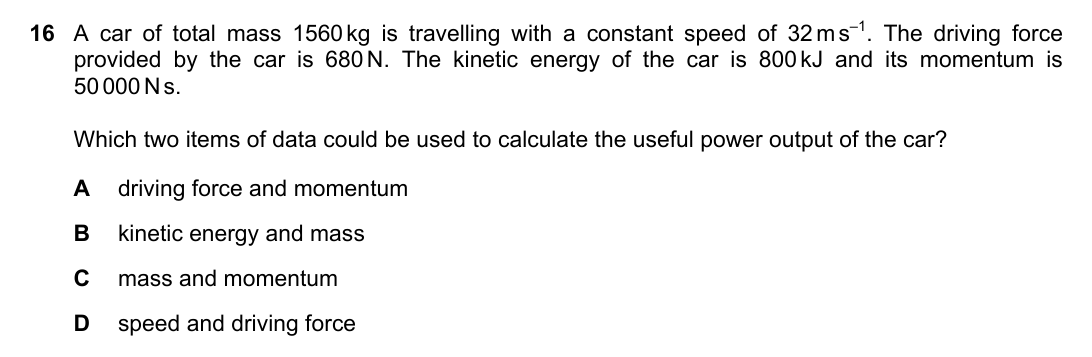 16 A car of total mass 1560 kg is travelling with a constant speed of 32 m s⁻¹. The driving force
provided by the car is 680 N. The kinetic energy of the car is 800 kJ and its momentum is
50 000 N s.
Which two items of data could be used to calculate the useful power output of the car?
A driving force and momentum
B kinetic energy and mass
C mass and momentum
D speed and driving force